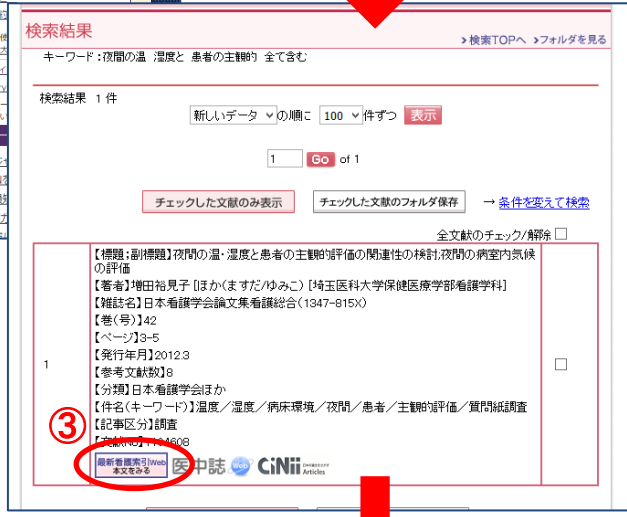 検索結果
>検索TOPへ >フォルダを見る
キーワード:夜間の温 湿度と 患者の主観的 全て含む
検索結果 1 件
新しいデータ の順に 100 件ずつ 表示
1 Go of 1
チェックした文献のみ表示 チェックした文献のフォルダ保存 → 条件を変えて検索
全文献のチェック/解除
【標題;副標題】夜間の温・湿度と患者の主観的評価の関連性の検討;夜間の病室内気候
の評価
【著者】増田裕見子 [ほか(ますだ/ゆみこ) [埼玉医科大学保健医療学部看護学科]
【雑誌名】日本看護学会論文集看護総合(1347-815X)
【巻(号)】42
【ページ】3-5
【発行年月】2012.3
【参考文献数】8
1
【分類】日本看護学会ほか
【件名(キーワード)】温度/湿度/病床環境/夜間/患者/主観的評価/質問紙調査
③
【記事区分】調査
最新看護索引Web 医中誌 Web CiNii Articles
本文をみる